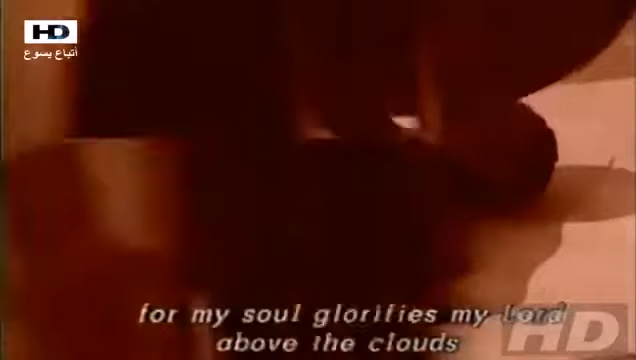 HD
أتباع يسوع
for my soul glorifies my Lord
above the clouds
HD